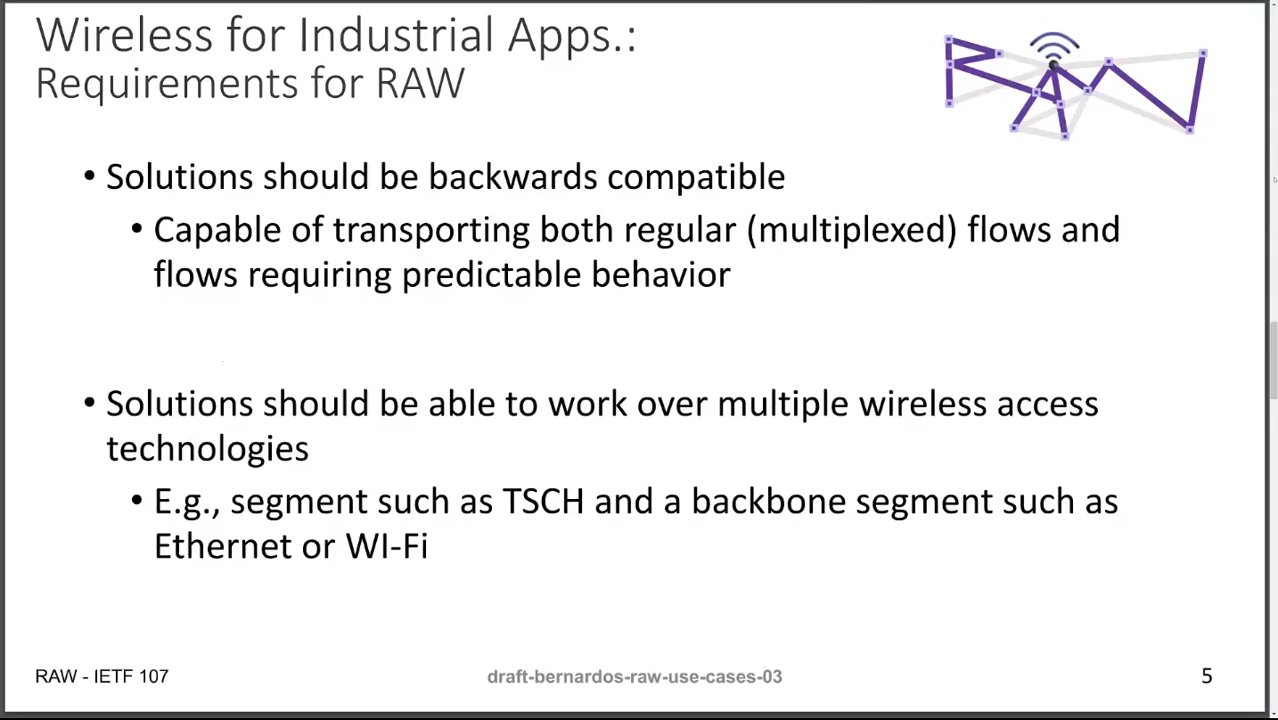 Wireless for Industrial Apps.:
Requirements for RAW
• Solutions should be backwards compatible
• Capable of transporting both regular (multiplexed) flows and
flows requiring predictable behavior
• Solutions should be able to work over multiple wireless access
technologies
• E.g., segment such as TSCH and a backbone segment such as
Ethernet or WI-Fi
RAW - IETF 107
draft-bernardos-raw-use-cases-03
5